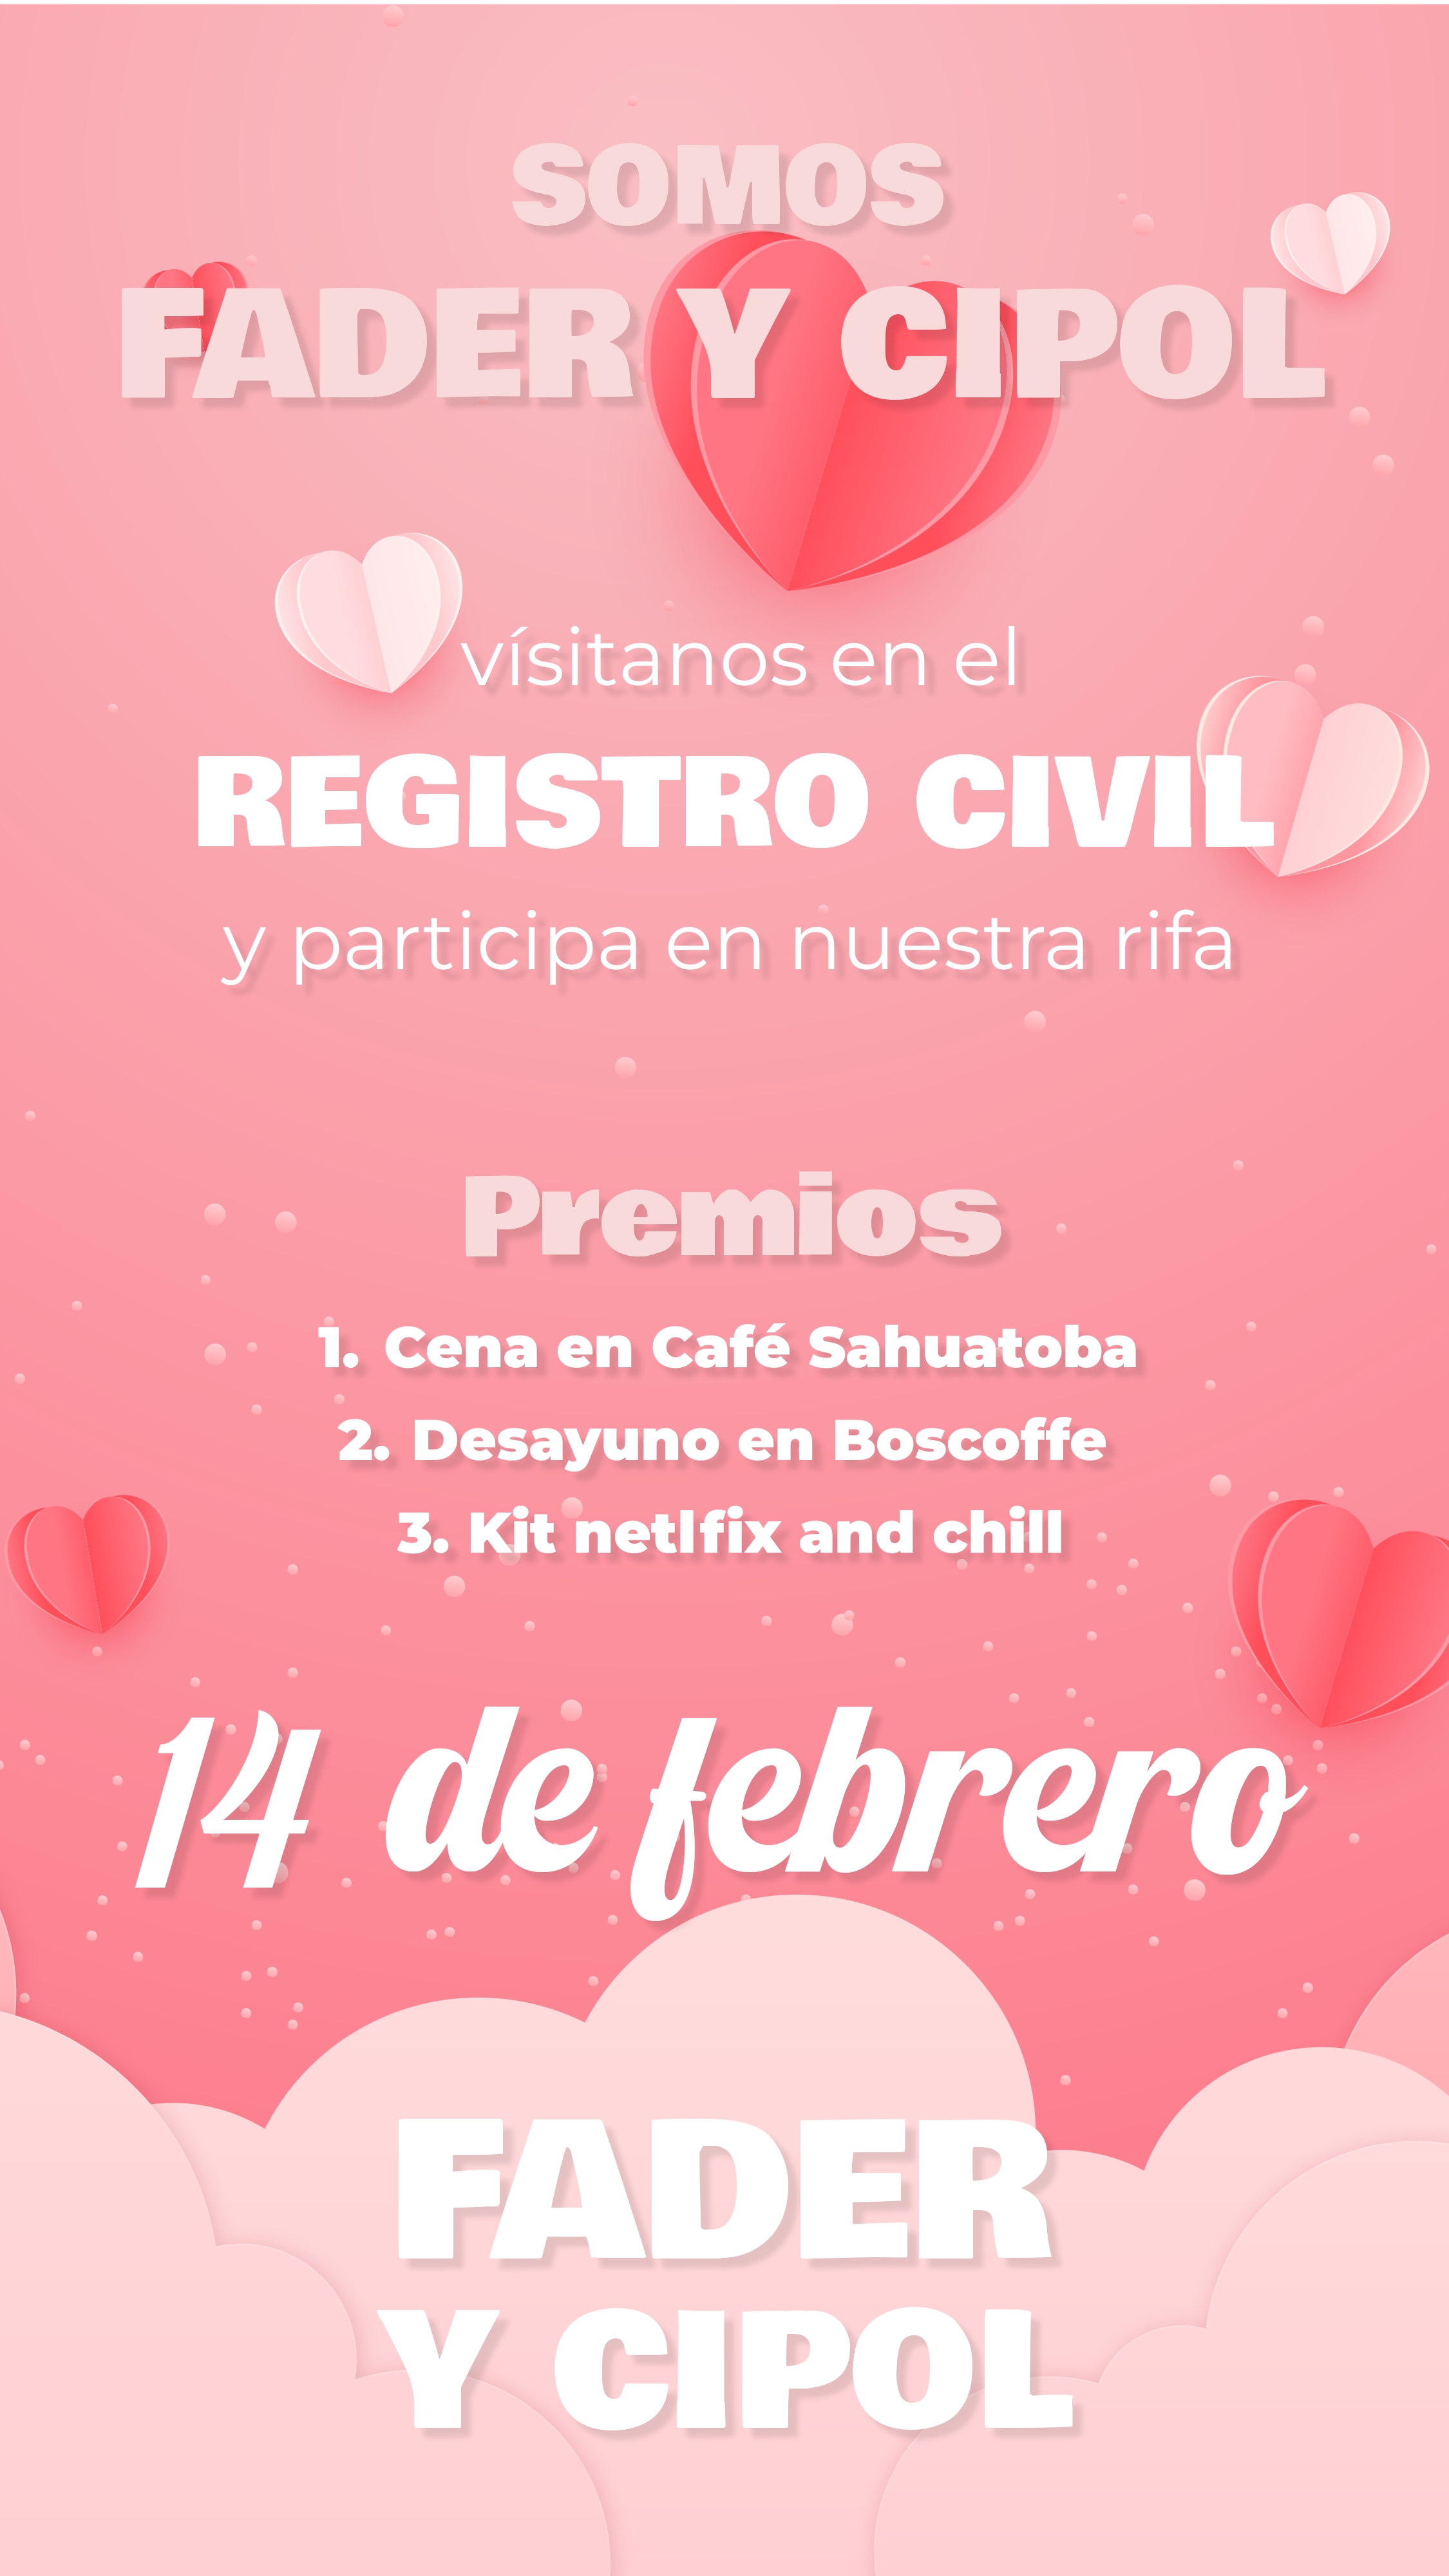 SOMOS
FADER Y CIPOL
vísitanos en el
REGISTRO CIVIL
y participa en nuestra rifa
Premios
1. Cena en Café Sahuatoba
2. Desayuno en Boscoffe
3. Kit netlfix and chill
14 de febrero
FADER
Y CIPOL